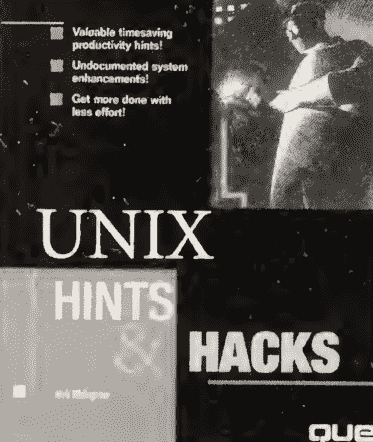 Valuable timesaving
productivity hints!
Undocumented system
enhancements!
Get more done with
less effort!
UNIX
HINTS
&
HACKS
QUE